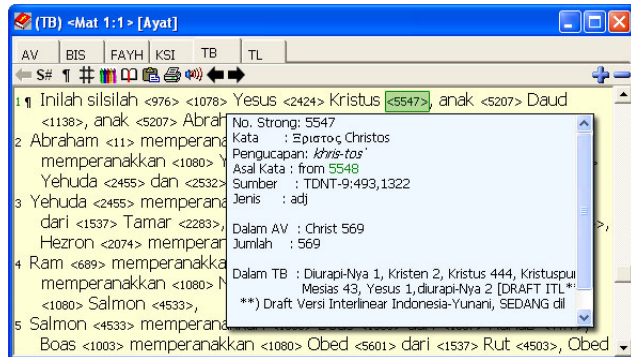 (TB) <Mat 1:1> [Ayat]
AV BIS FAYH KSI TB TL
S# ¶
1 ¶ Inilah silsilah <976> <1078> Yesus <2424> Kristus <5547>, anak <5207> Daud
<1138>, anak <5207> Abrah
2 Abraham <11> memperana
memperanakkan <1080> Y
Yehuda <2455> dan <2532>
3 Yehuda <2455> memperana
dari <1537> Tamar <2283>, >,
Hezron <2074> memperan
4 Ram <689> memperanakka
memperanakkan <1080> N
<1080> Salmon <4533>,
5 Salmon <4533> memperana
Boas <1003> memperanakkan <1080> Obed <5601> dari <1537> Rut <4503>, Obed
No. Strong: 5547
Kata : Ξριστος Christos
Pengucapan: khris-tos`
Asal Kata : from 5548
Sumber : TDNT-9:493,1322
Jenis : adj
Dalam AV : Christ 569
Jumlah : 569
Dalam TB : Diurapi-Nya 1, Kristen 2, Kristus 444, Kristuspun
Mesias 43, Yesus 1,diurapi-Nya 2 [DRAFT ITL**
**) Draft Versi Interlinear Indonesia-Yunani, SEDANG dil